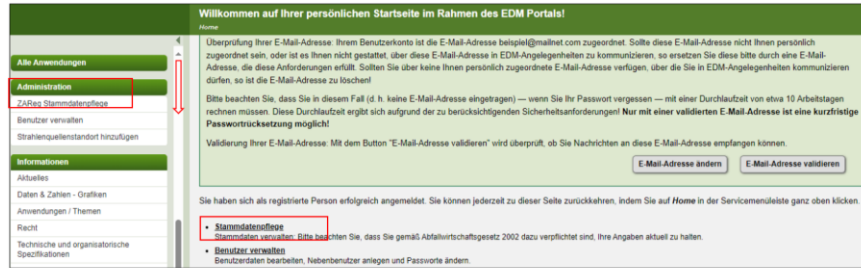 Willkommen auf Ihrer persönlichen Startseite im Rahmen des EDM Portals!
Home
Alle Anwendungen
Administration
ZAReg Stammdatenpflege
Benutzer verwalten
Strahlenquellenstandort hinzufügen
Informationen
Aktuelles
Daten & Zahlen - Grafiken
Anwendungen / Themen
Recht
Technische und organisatorische
Spezifikationen
Überprüfung Ihrer E-Mail-Adresse: Ihrem Benutzerkonto ist die E-Mail-Adresse beispiel@mailnet.com zugeordnet. Sollte diese E-Mail-Adresse nicht Ihnen persönlich
zugeordnet sein, oder ist es Ihnen nicht gestattet, über diese E-Mail-Adresse in EDM-Angelegenheiten zu kommunizieren, so ersetzen Sie diese bitte durch eine E-Mail-
Adresse, die diese Anforderungen erfüllt. Sollten Sie über keine Ihnen persönlich zugeordnete E-Mail-Adresse verfügen, über die Sie in EDM-Angelegenheiten kommunizieren
dürfen, so ist die E-Mail-Adresse zu löschen!
Bitte beachten Sie, dass Sie in diesem Fall (d. h. keine E-Mail-Adresse eingetragen) — wenn Sie Ihr Passwort vergessen — mit einer Durchlaufzeit von etwa 10 Arbeitstagen
rechnen müssen. Diese Durchlaufzeit ergibt sich aufgrund der zu berücksichtigenden Sicherheitsanforderungen! Nur mit einer validierten E-Mail-Adresse ist eine kurzfristige
Passwortrücksetzung möglich!
Validierung Ihrer E-Mail-Adresse: Mit dem Button "E-Mail-Adresse validieren" wird überprüft, ob Sie Nachrichten an diese E-Mail-Adresse empfangen können.
E-Mail-Adresse ändern
E-Mail-Adresse validieren
Sie haben sich als registrierte Person erfolgreich angemeldet. Sie können jederzeit zu dieser Seite zurückkehren, indem Sie auf Home in der Servicemenüleiste ganz oben klicken.
• Stammdatenpflege
Stammdaten verwalten: Bitte beachten Sie, dass Sie gemäß Abfallwirtschaftsgesetz 2002 dazu verpflichtet sind, Ihre Angaben aktuell zu halten.
• Benutzer verwalten
Benutzerdaten bearbeiten, Nebenbenutzer anlegen und Passworte ändern.